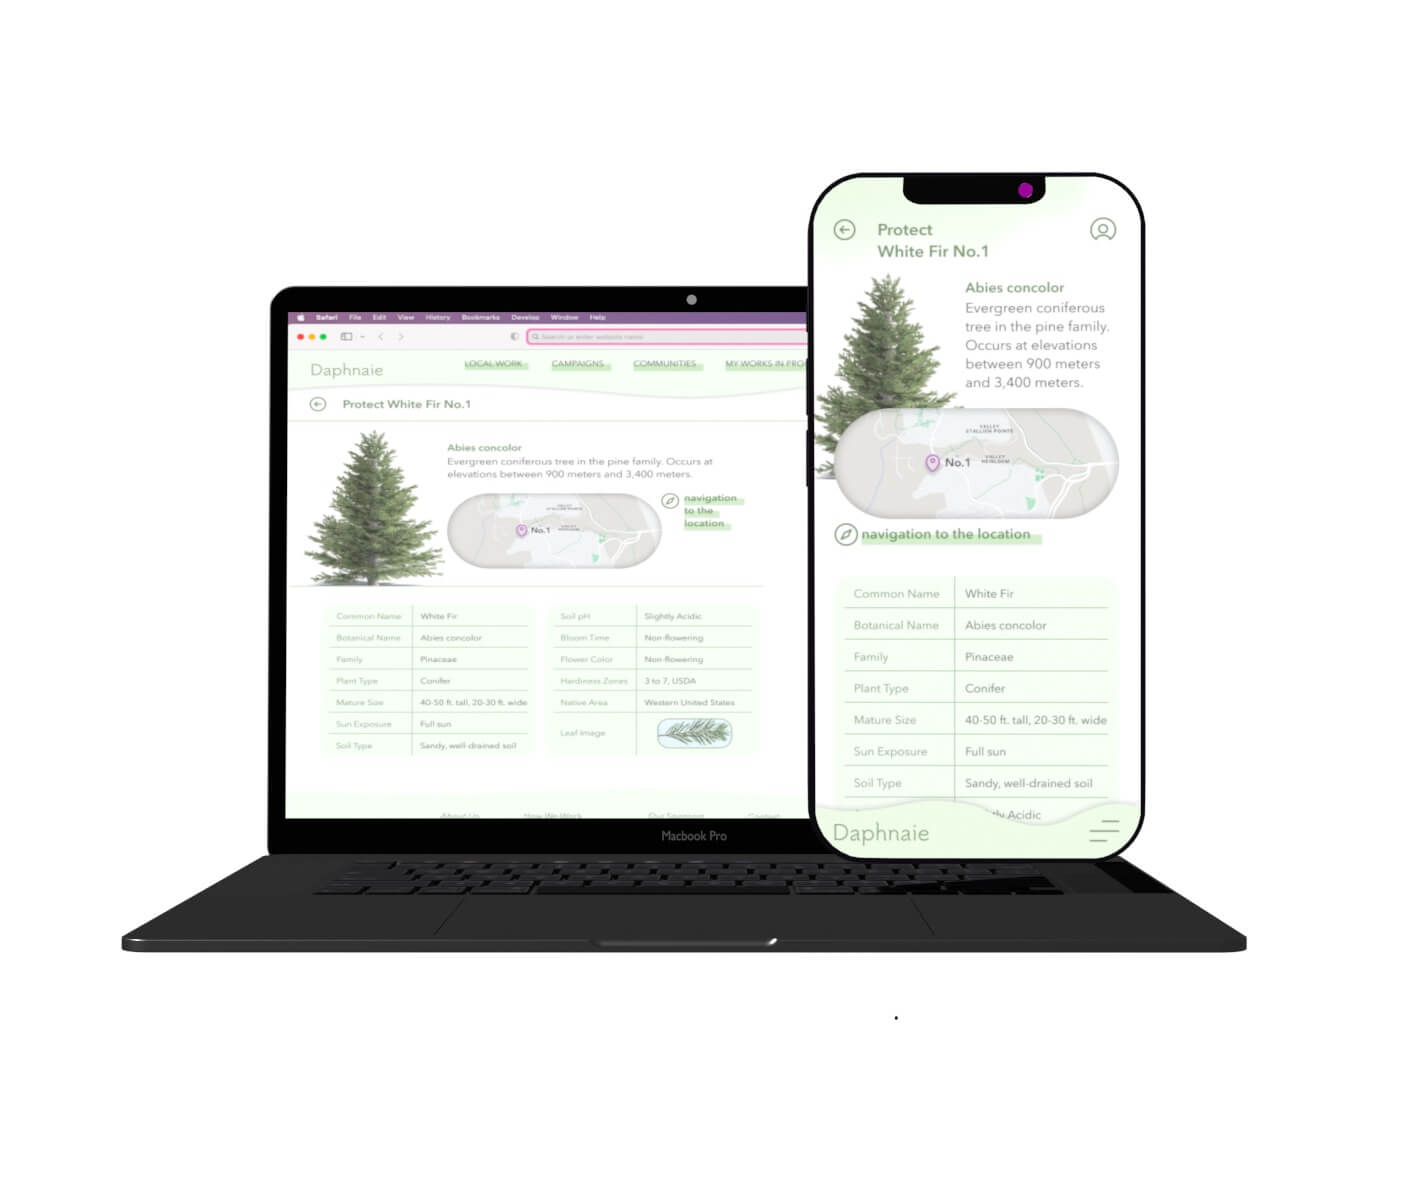 Safari File Edit View History Bookmarks Develop Window Help
Search or enter website name
Daphnaie
LOCAL WORK CAMPAIGNS COMMUNITIES MY WORKS IN PRO
Protect White Fir No.1
Abies concolor
Evergreen coniferous tree in the pine family. Occurs at
elevations between 900 meters and 3,400 meters.
VALLEY
STALLION POINTE
VALLEY
HEIRLOOM
No.1
navigation
to the
location
Common Name White Fir
Botanical Name Abies concolor
Family Pinaceae
Plant Type Conifer
Mature Size 40-50 ft. tall, 20-30 ft. wide
Sun Exposure Full sun
Soil Type Sandy, well-drained soil
Soil pH Slightly Acidic
Bloom Time Non-flowering
Flower Color Non-flowering
Hardiness Zones 3 to 7, USDA
Native Area Western United States
Leaf Image
About Us How We Work Our Sponsors Contact
Macbook Pro
Protect
White Fir No.1
Abies concolor
Evergreen coniferous
tree in the pine family.
Occurs at elevations
between 900 meters
and 3,400 meters.
VALLEY
STALLION POINTE
VALLEY
HEIRLOOM
No.1
navigation to the location
Common Name White Fir
Botanical Name Abies concolor
Family Pinaceae
Plant Type Conifer
Mature Size 40-50 ft. tall, 20-30 ft. wide
Sun Exposure Full sun
Soil Type Sandy, well-drained soil
tly Acidic
Daphnaie